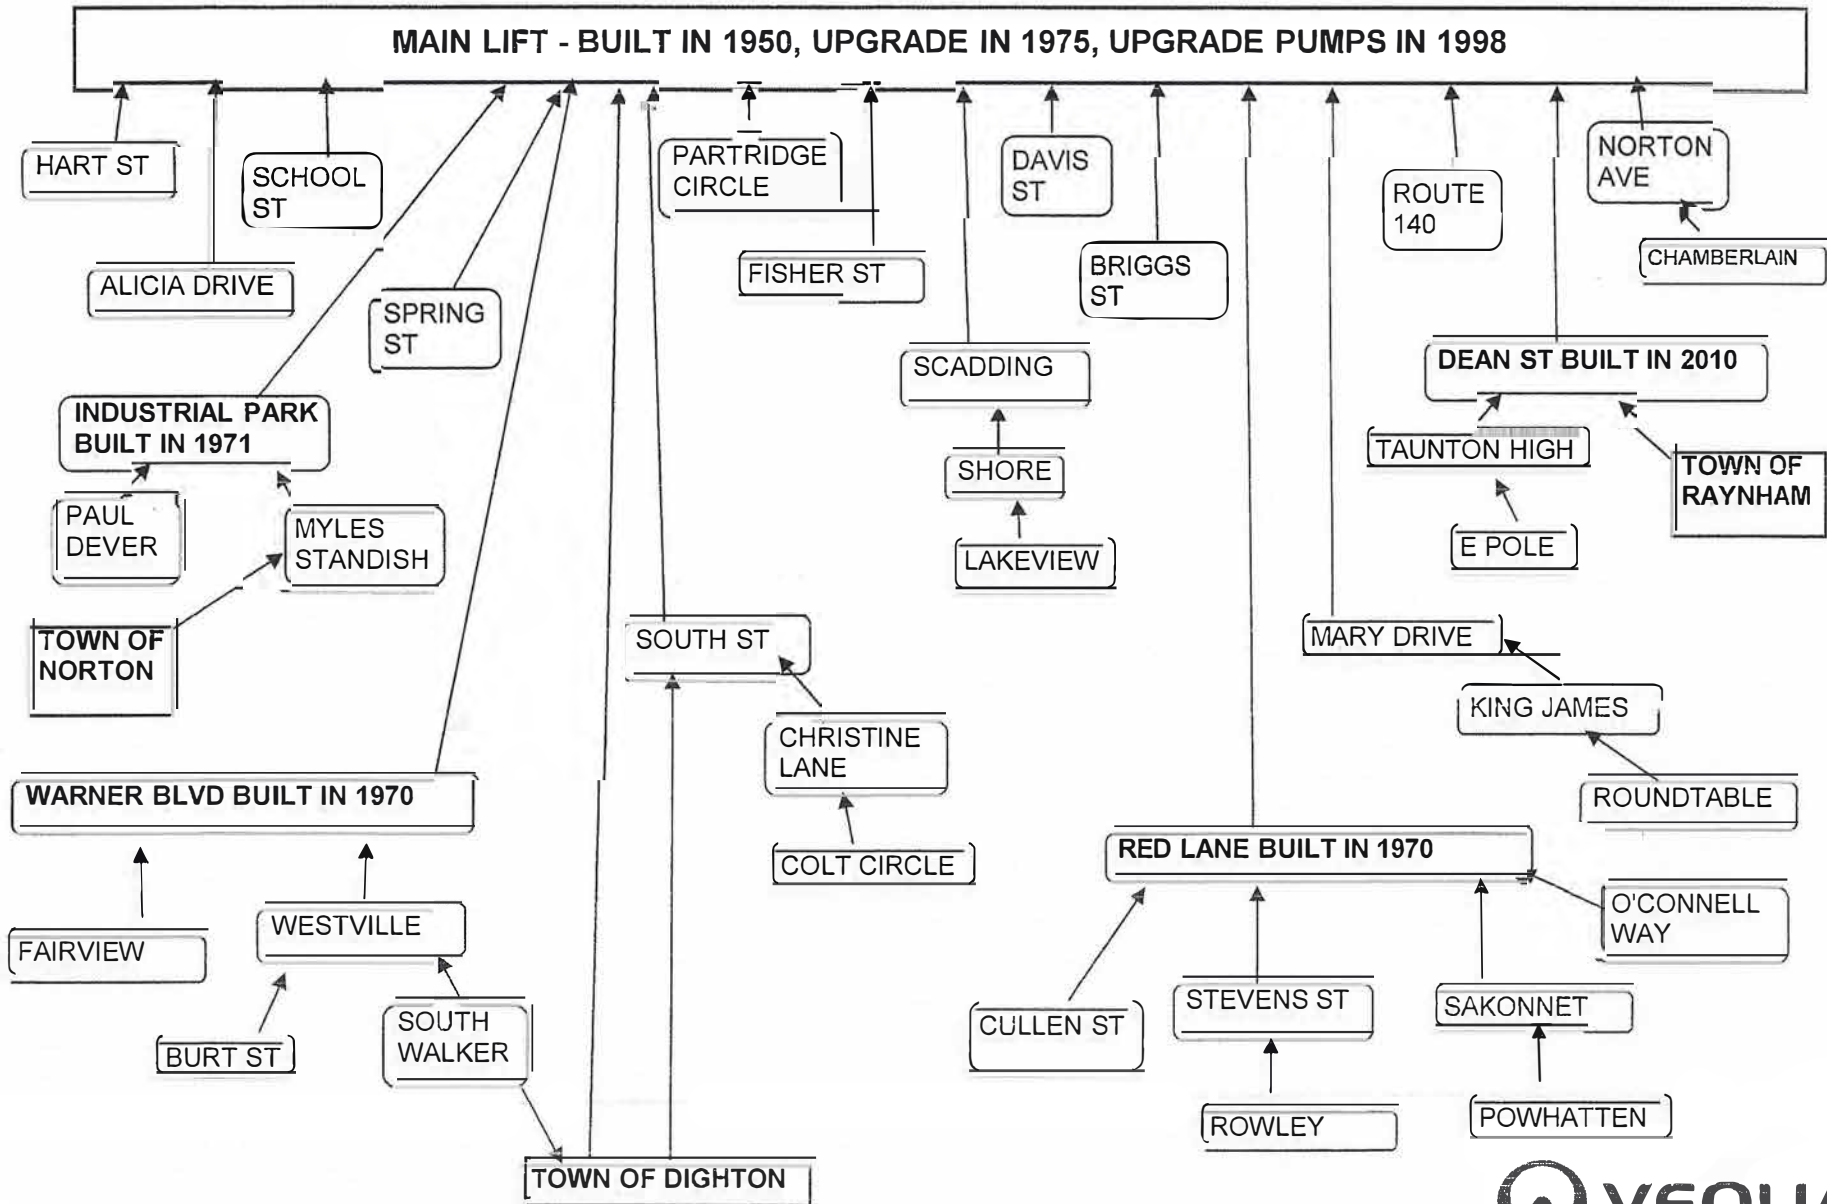 MAIN LIFT - BUILT IN 1950, UPGRADE IN 1975, UPGRADE PUMPS IN 1998
HART ST
SCHOOL
ST
PARTRIDGE
CIRCLE
DAVIS
ST
ROUTE
140
NORTON
AVE
ALICIA DRIVE
SPRING
ST
FISHER ST
BRIGGS
ST
CHAMBERLAIN
SCADDING
DEAN ST BUILT IN 2010
INDUSTRIAL PARK
BUILT IN 1971
SHORE
TAUNTON HIGH
TOWN OF
RAYNHAM
PAUL
DEVER
MYLES
STANDISH
LAKEVIEW
E POLE
TOWN OF
NORTON
SOUTH ST
MARY DRIVE
KING JAMES
CHRISTINE
LANE
WARNER BLVD BUILT IN 1970
ROUNDTABLE
COLT CIRCLE
RED LANE BUILT IN 1970
FAIRVIEW
WESTVILLE
O'CONNELL
WAY
BURT ST
SOUTH
WALKER
CULLEN ST
STEVENS ST
SAKONNET
ROWLEY
POWHATTEN
TOWN OF DIGHTON